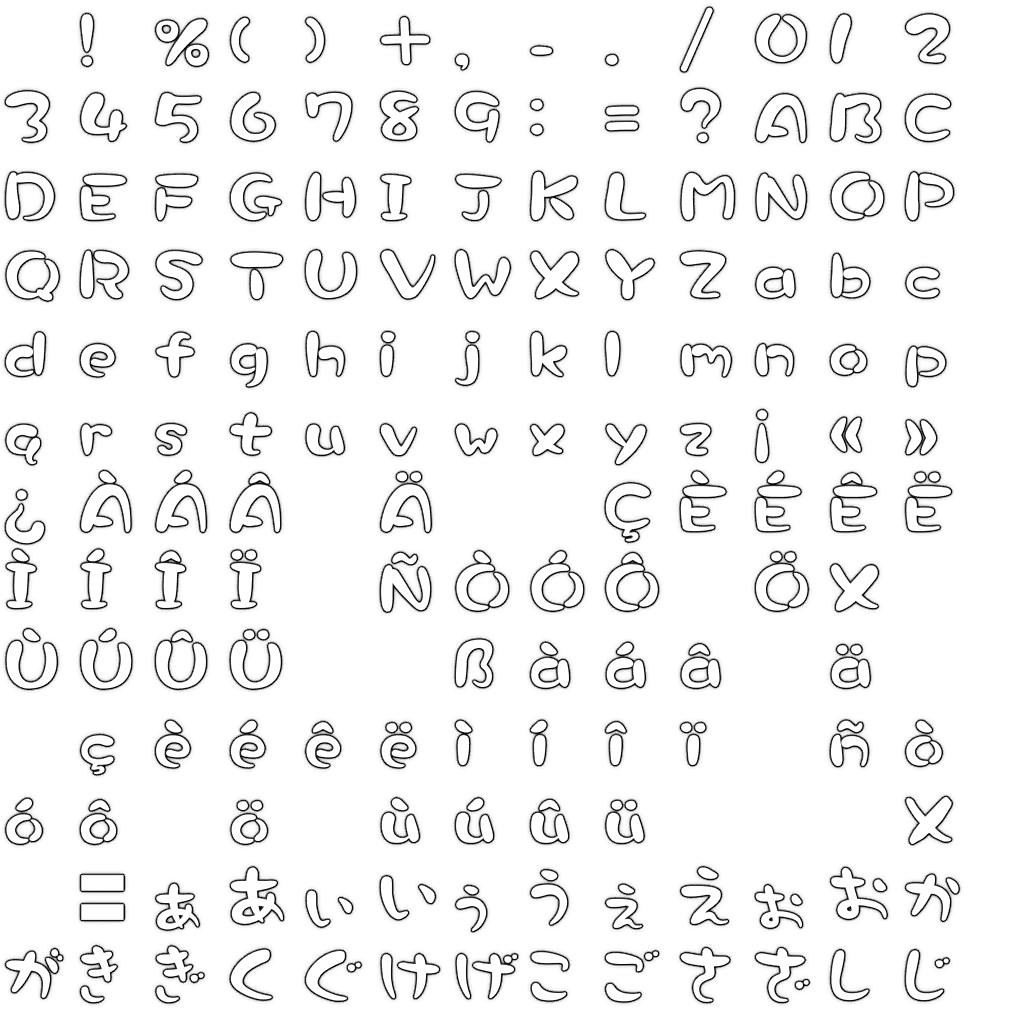 ! % ( ) + , - . / 0 1 2
3 4 5 6 7 8 9 : = ? A B C
D E F G H I J K L M N O P
Q R S T U V W X Y Z a b c
d e f g h i j k l m n o p
q r s t u v w x y z ¡ « »
¿ À Á Â Ä Ç È É Ê Ë
Ì Í Î Ï Ñ Ò Ó Ô Ö ×
Ù Ú Û Ü ß à á â ä
ç è é ê ë ì í î ï ñ ò
ó ô ö ù ú û ü ×
= ぁ あ ぃ い ぅ う ぇ え ぉ お か
が き ぎ く ぐ け げ こ ご さ ざ し じ